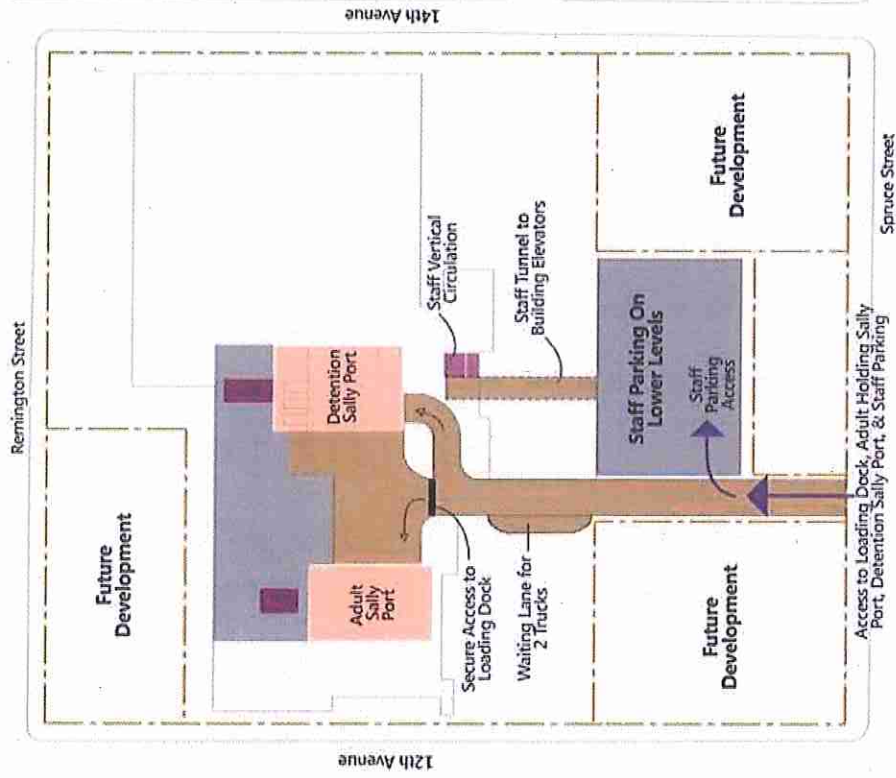 14th Avenue
Remington Street
Spruce Street
12th Avenue
Future
Development
Detention
Sally Port
Adult
Sally
Port
Staff Vertical
Circulation
Staff Tunnel to
Building Elevators
Secure Access to
Loading Dock
Waiting Lane for
2 Trucks
Staff Parking On
Lower Levels
Staff
Parking
Access
Future
Development
Future
Development
Access to Loading Dock, Adult Holding Sally
Port, Detention Sally Port, & Staff Parking